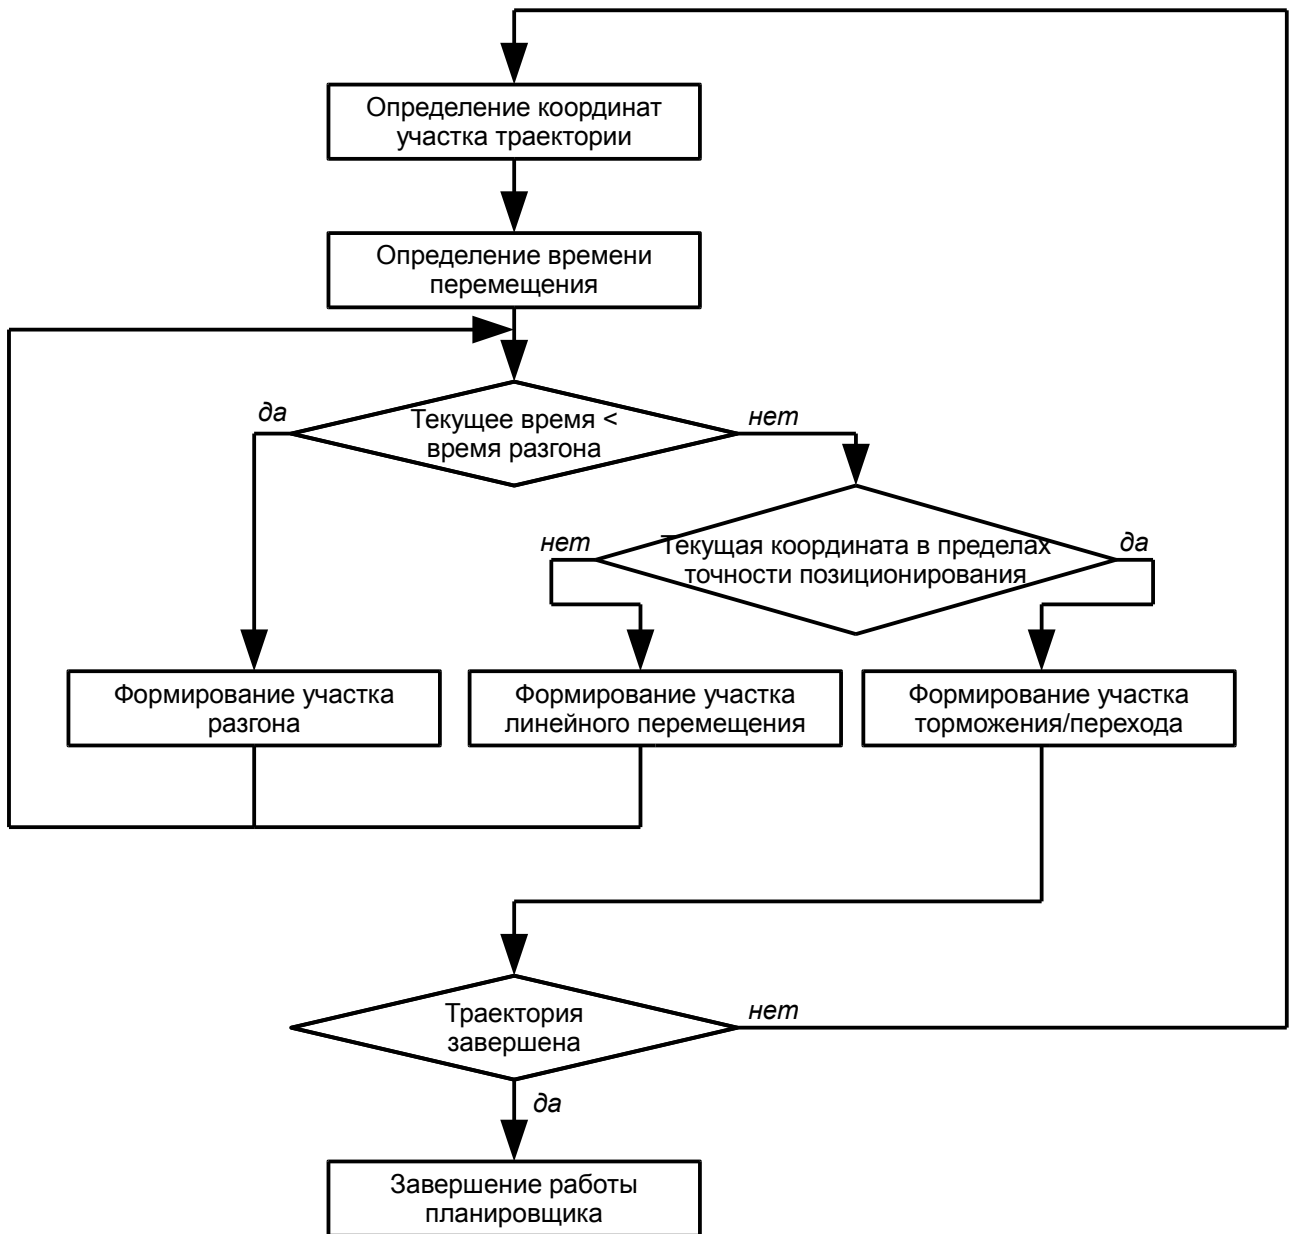 Определение координат
участка траектории
Определение времени
перемещения
да
Текущее время <
время разгона
нет
нет
Текущая координата в пределах
точности позиционирования
да
Формирование участка
разгона
Формирование участка
линейного перемещения
Формирование участка
торможения/перехода
Траектория
завершена
нет
да
Завершение работы
планировщика